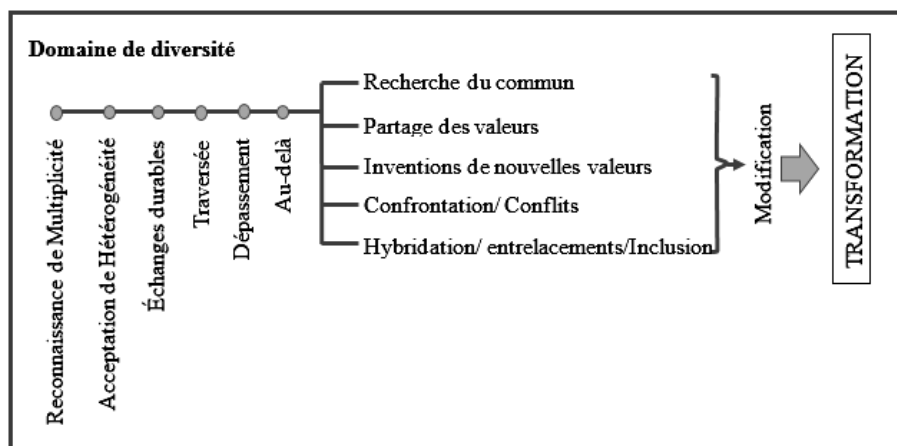 Domaine de diversité
Reconnaissance de Multiplicité
Acceptation de Hétérogénéité
Échanges durables
Traversée
Dépassement
Au-delà
Recherche du commun
Partage des valeurs
Inventions de nouvelles valeurs
Confrontation/ Conflits
Hybridation/ entrelacements/Inclusion
Modification
TRANSFORMATION